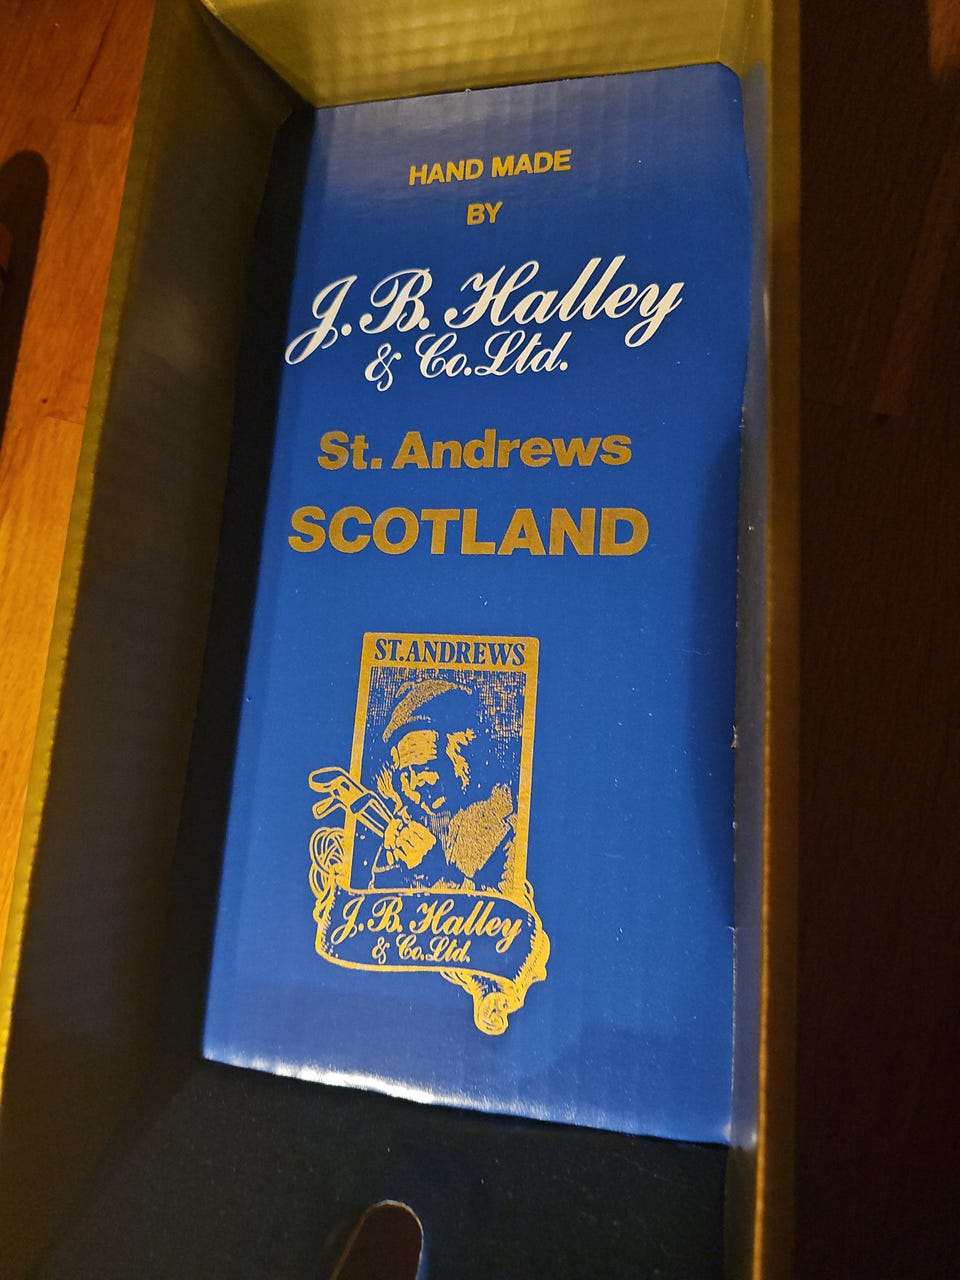 HAND MADE
BY
J.B. Halley
& Co.Ltd.
St. Andrews
SCOTLAND
ST.ANDREWS
J.B. Halley
& Co.Ltd.